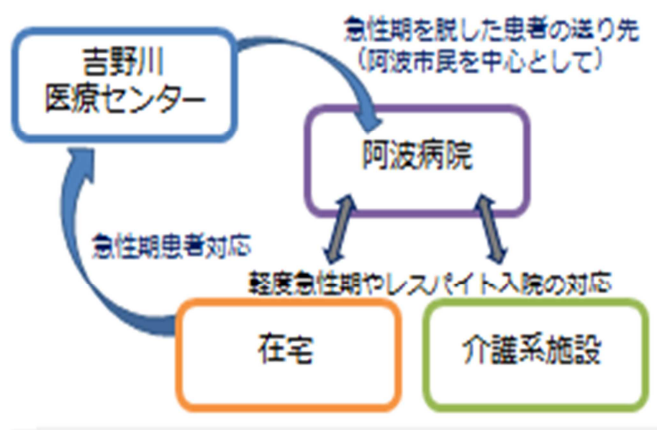 吉野川
医療センター
急性期を脱した患者の送り先
（阿波市民を中心として）
阿波病院
急性期患者対応
軽度急性期やレスパイト入院の対応
在宅
介護系施設